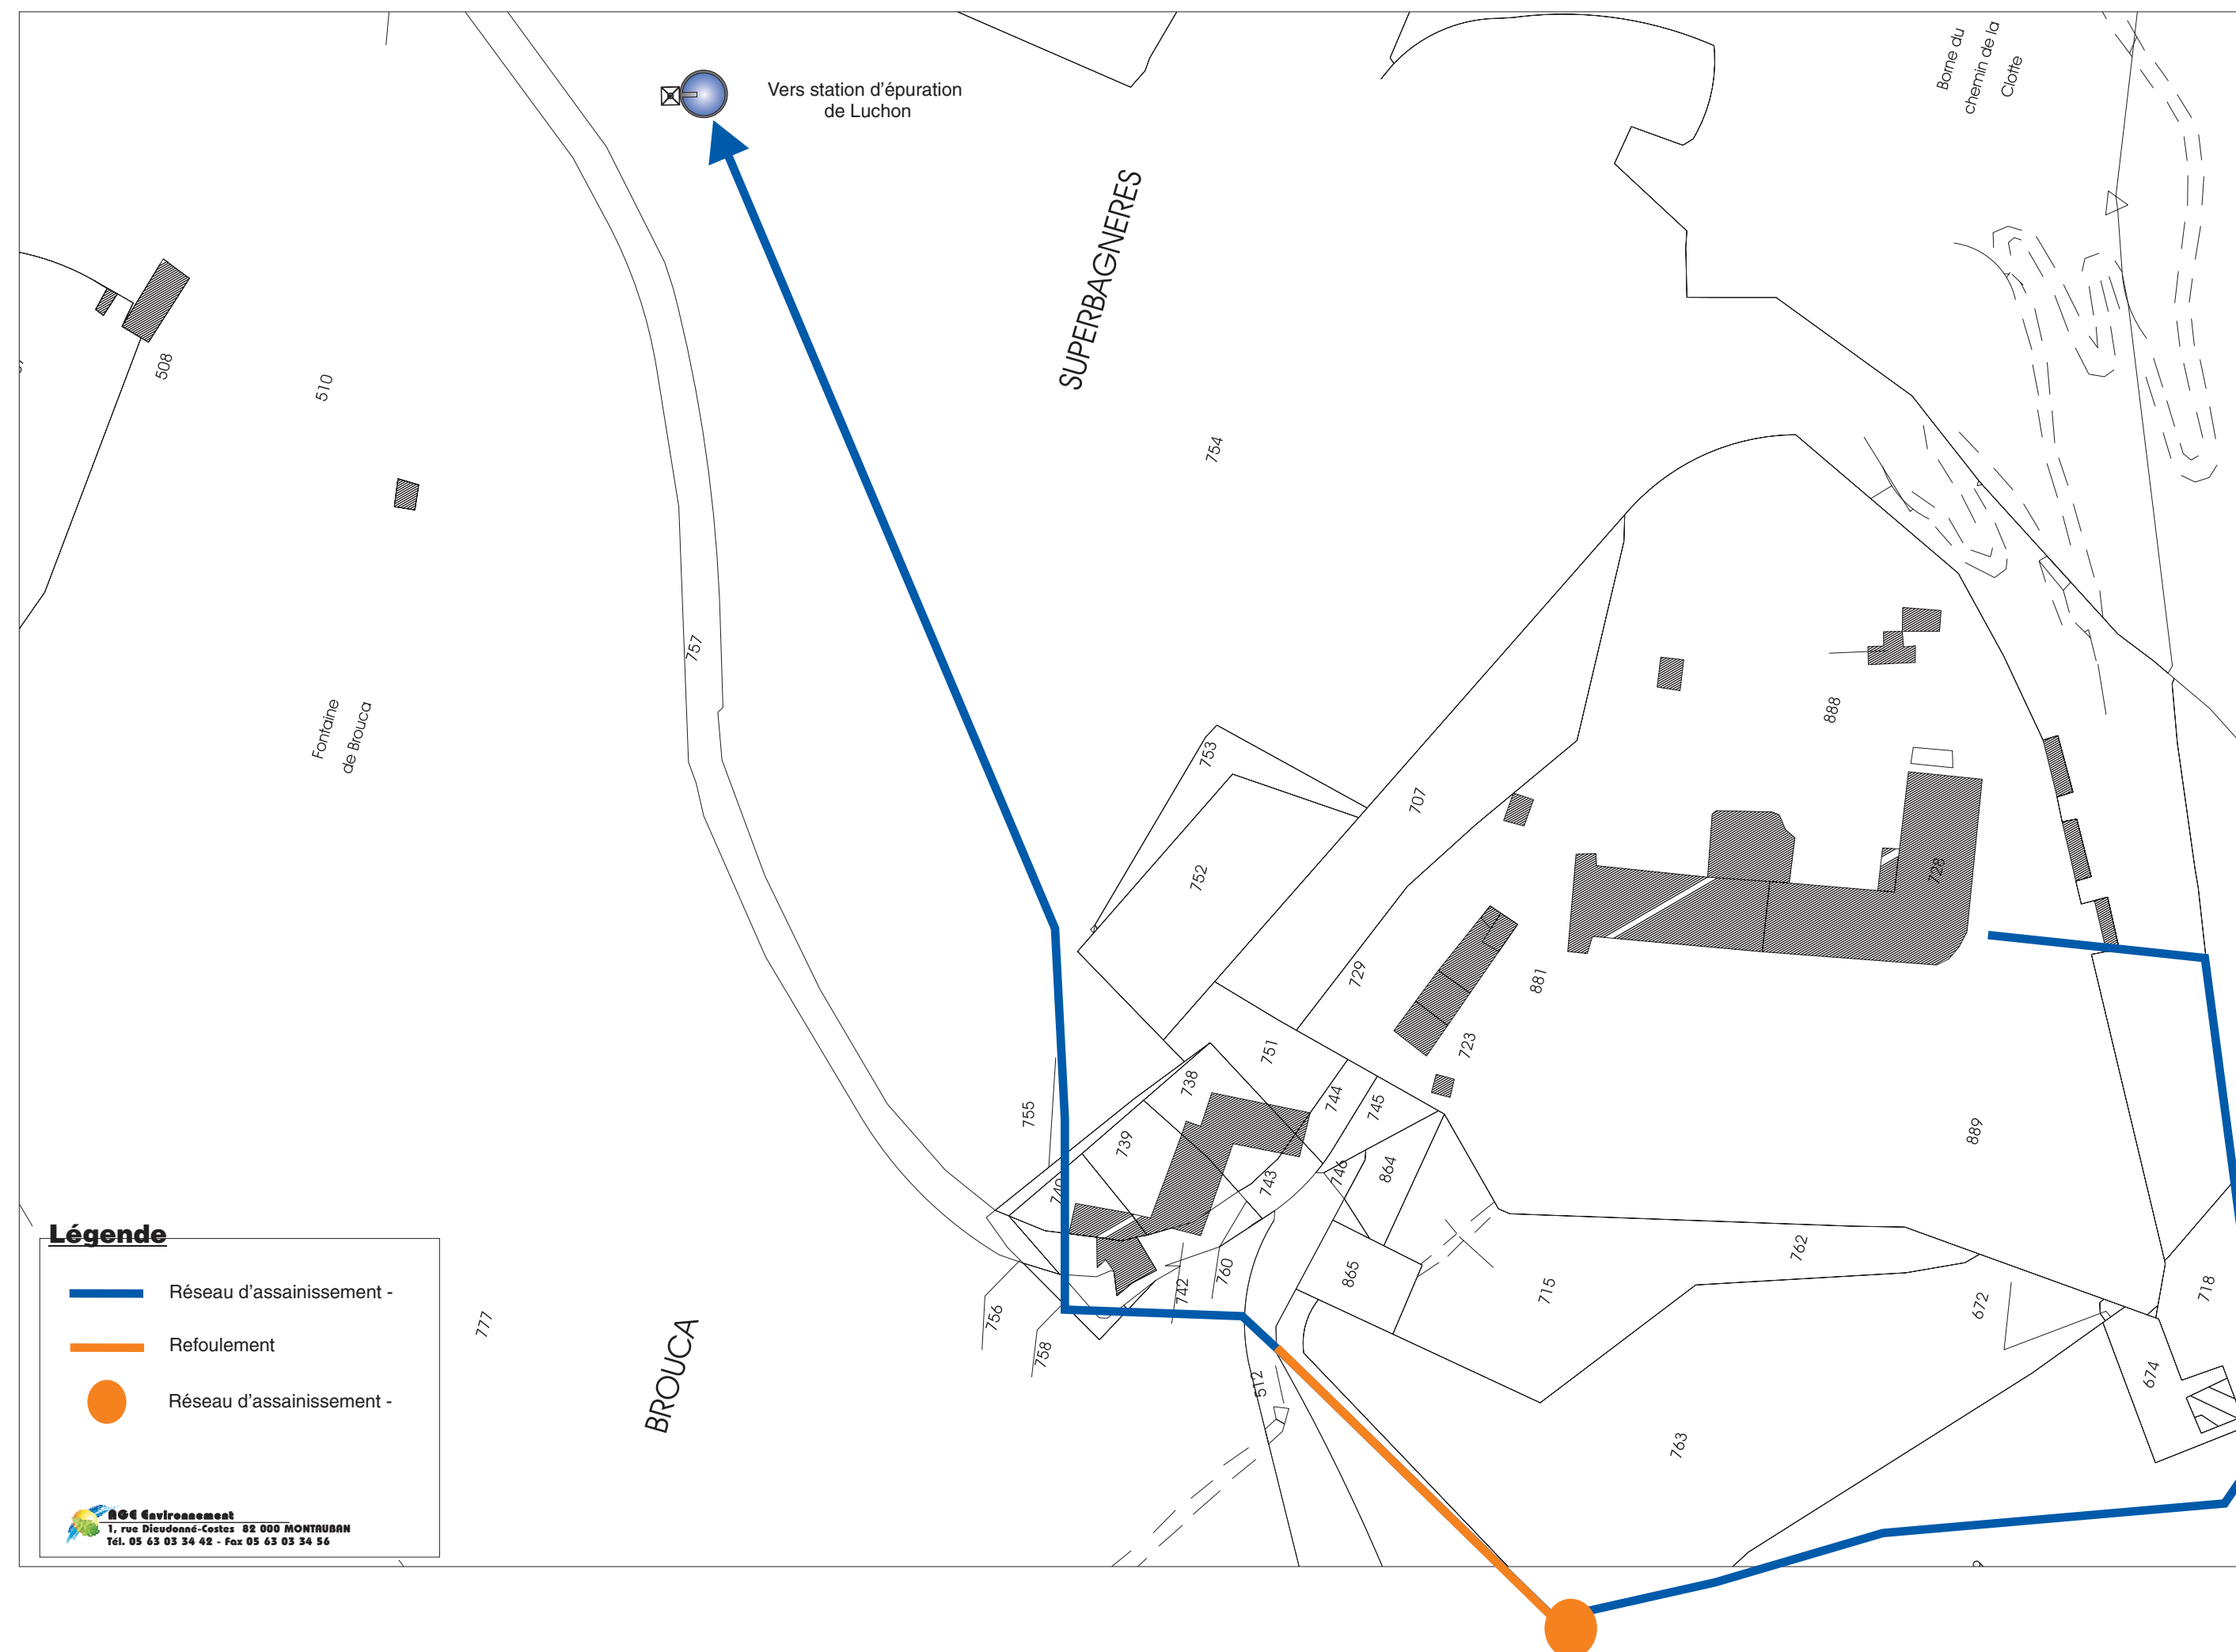 Vers station d'épuration
de Luchon
Borne du
chemin de la
Clotte
SUPERBAGNERES
508
510
754
757
Fontaine
de Brouca
753
752
707
888
728
729
881
723
751
738
744
745
755
739
740
743
746
864
889
865
762
715
742
760
756
758
777
BROUCA
512
672
718
674
763
Légende
Réseau d'assainissement -
Refoulement
Réseau d'assainissement -
AGE Environnement
1, rue Dieudonné-Costes 82 000 MONTAUBAN
Tél. 05 63 03 34 42 - Fax 05 63 03 34 56